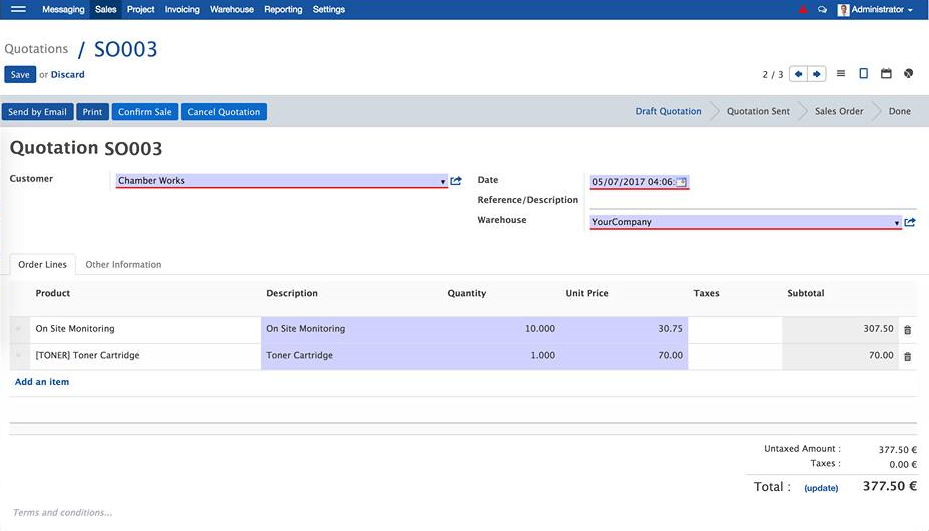 Messaging Sales Project Invoicing Warehouse Reporting Settings Administrator
Quotations / SO003
Save or Discard 2 / 3
Send by Email Print Confirm Sale Cancel Quotation Draft Quotation Quotation Sent Sales Order Done
Quotation SO003
Customer Chamber Works
Date 05/07/2017 04:06:
Reference/Description
Warehouse YourCompany
Order Lines Other Information
Product Description Quantity Unit Price Taxes Subtotal
On Site Monitoring On Site Monitoring 10.000 30.75 307.50
[TONER] Toner Cartridge Toner Cartridge 1.000 70.00 70.00
Add an item
Untaxed Amount : 377.50 €
Taxes : 0.00 €
Total : (update) 377.50 €
Terms and conditions...